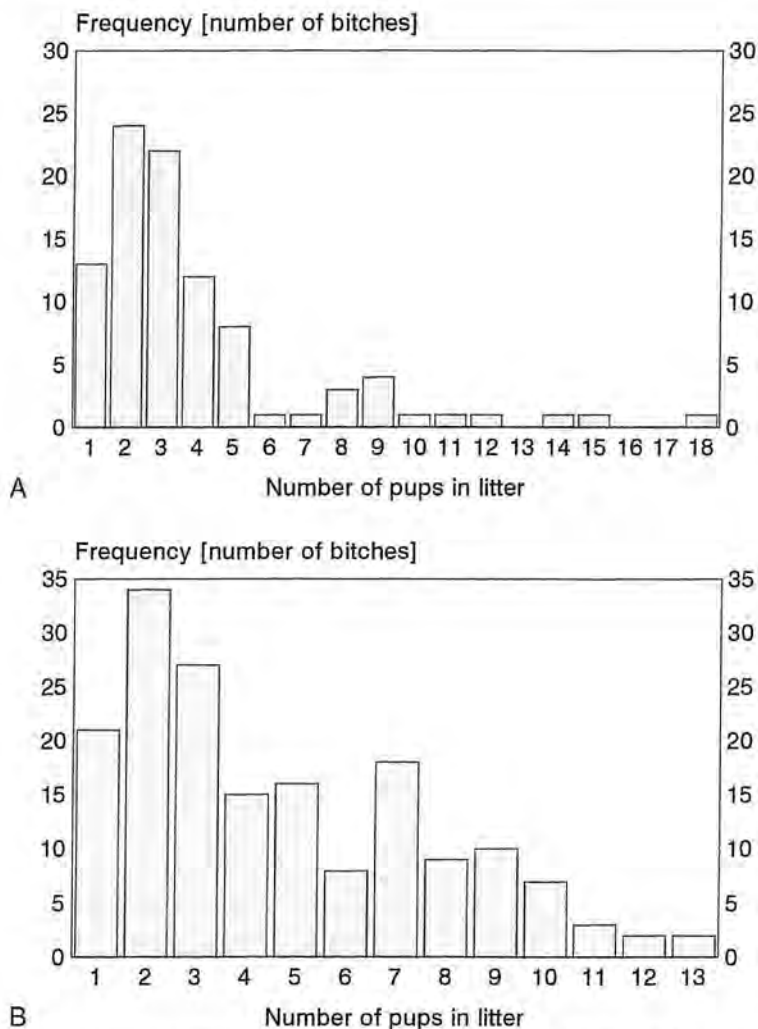 Frequency [number of bitches]
30 30
25 25
20 20
15 15
10 10
5 5
0 0
1 2 3 4 5 6 7 8 9 10 11 12 13 14 15 16 17 18
A Number of pups in litter
Frequency [number of bitches]
35 35
30 30
25 25
20 20
15 15
10 10
5 5
0 0
1 2 3 4 5 6 7 8 9 10 11 12 13
B Number of pups in litter